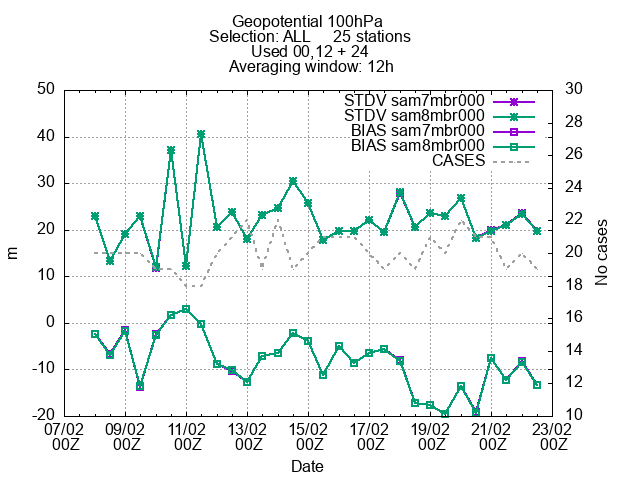 Geopotential 100hPa
Selection: ALL 25 stations
Used 00,12 + 24
Averaging window: 12h
50 30
STDV sam7mbr000
STDV sam8mbr000
BIAS sam7mbr000
BIAS sam8mbr000
CASES
40
30
20
10
0
-10
-20
28
26
24
22
20
18
16
14
12
10
m
No cases
07/02 09/02 11/02 13/02 15/02 17/02 19/02 21/02 23/02
00Z 00Z 00Z 00Z 00Z 00Z 00Z 00Z 00Z
Date